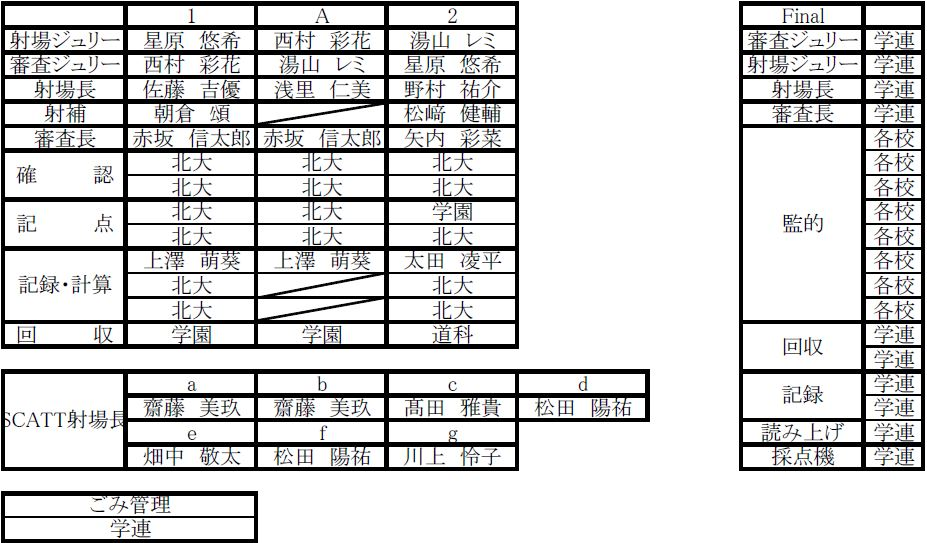 1 A 2
射場ジュリー 星原 悠希 西村 彩花 湯山 レミ
審査ジュリー 西村 彩花 湯山 レミ 星原 悠希
射場長 佐藤 吉優 浅里 仁美 野村 祐介
射補 朝倉 頌 松﨑 健輔
審査長 赤坂 信太郎 赤坂 信太郎 矢内 彩菜
確 認 北大 北大 北大
北大 北大 北大
記 点 北大 北大 学園
北大 北大 北大
記録・計算 上澤 萌葵 上澤 萌葵 太田 凌平
北大 北大
北大 北大
回 収 学園 学園 道科
SCATT射場長 a b c d
齋藤 美玖 齋藤 美玖 髙田 雅貴 松田 陽祐
e f g
畑中 敬太 松田 陽祐 川上 怜子
ごみ管理
学連
Final
審査ジュリー 学連
射場ジュリー 学連
射場長 学連
審査長 学連
監的 各校
各校
各校
各校
各校
各校
各校
各校
回収 学連
学連
記録 学連
学連
読み上げ 学連
採点機 学連